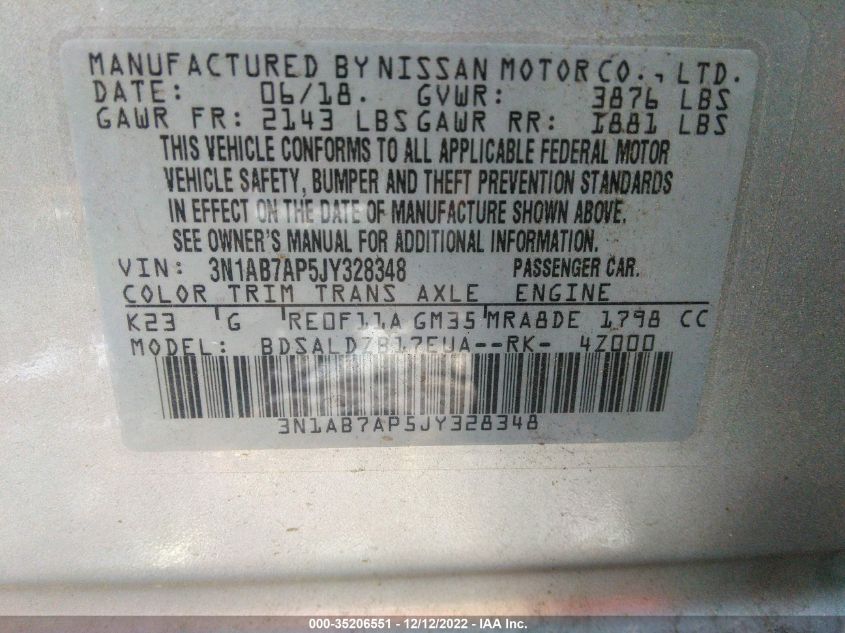 MANUFACTURED BY NISSAN MOTOR CO., LTD.
DATE: 06/18. GVWR: 3876 LBS
GAWR FR: 2143 LBS GAWR RR: 1881 LBS
THIS VEHICLE CONFORMS TO ALL APPLICABLE FEDERAL MOTOR
VEHICLE SAFETY, BUMPER AND THEFT PREVENTION STANDARDS
IN EFFECT ON THE DATE OF MANUFACTURE SHOWN ABOVE.
SEE OWNER'S MANUAL FOR ADDITIONAL INFORMATION.
VIN: 3N1AB7AP5JY328348 PASSENGER CAR.
COLOR TRIM TRANS AXLE ENGINE
K23 G RE0F11A GM35 MRA8DE 1798 CC
MODEL: BDSALDZB17EUA--RK- 4Z000
3N1AB7AP5JY328348
000-35206551 - 12/12/2022 - IAA Inc.